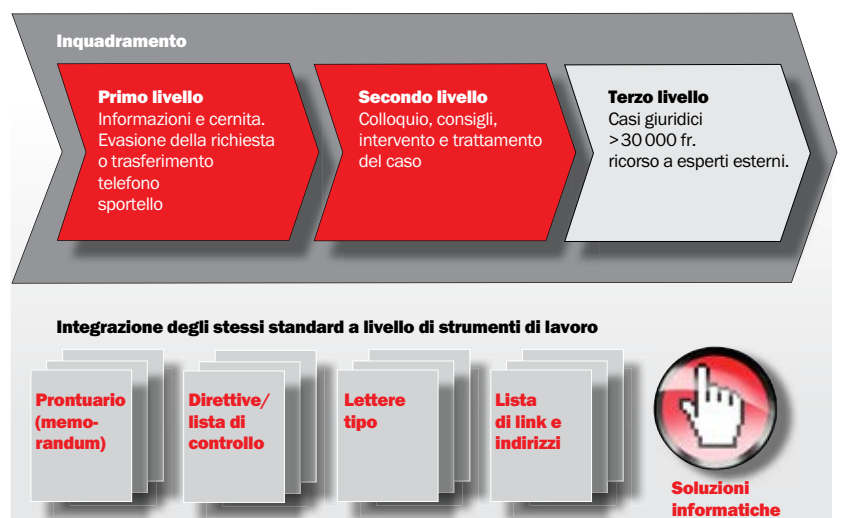 Inquadramento
Primo livello
Informazioni e cernita.
Evasione della richiesta
o trasferimento
telefono
sportello
Secondo livello
Colloquio, consigli,
intervento e trattamento
del caso
Terzo livello
Casi giuridici
>30 000 fr.
ricorso a esperti esterni.
Integrazione degli stessi standard a livello di strumenti di lavoro
Prontuario
(memo-
randum)
Direttive/
lista di
controllo
Lettere
tipo
Lista
di link e
indirizzi
Soluzioni
informatiche